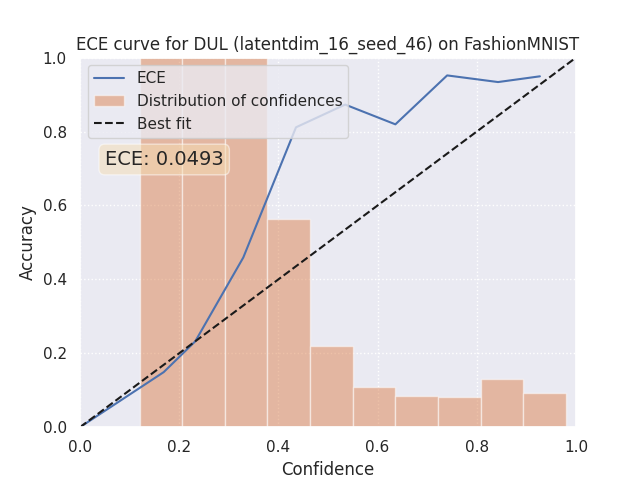 ECE curve for DUL (latentdim_16_seed_46) on FashionMNIST
ECE
Distribution of confidences
Best fit
ECE: 0.0493
Accuracy
1.0
0.8
0.6
0.4
0.2
0.0
0.0 0.2 0.4 0.6 0.8 1.0
Confidence